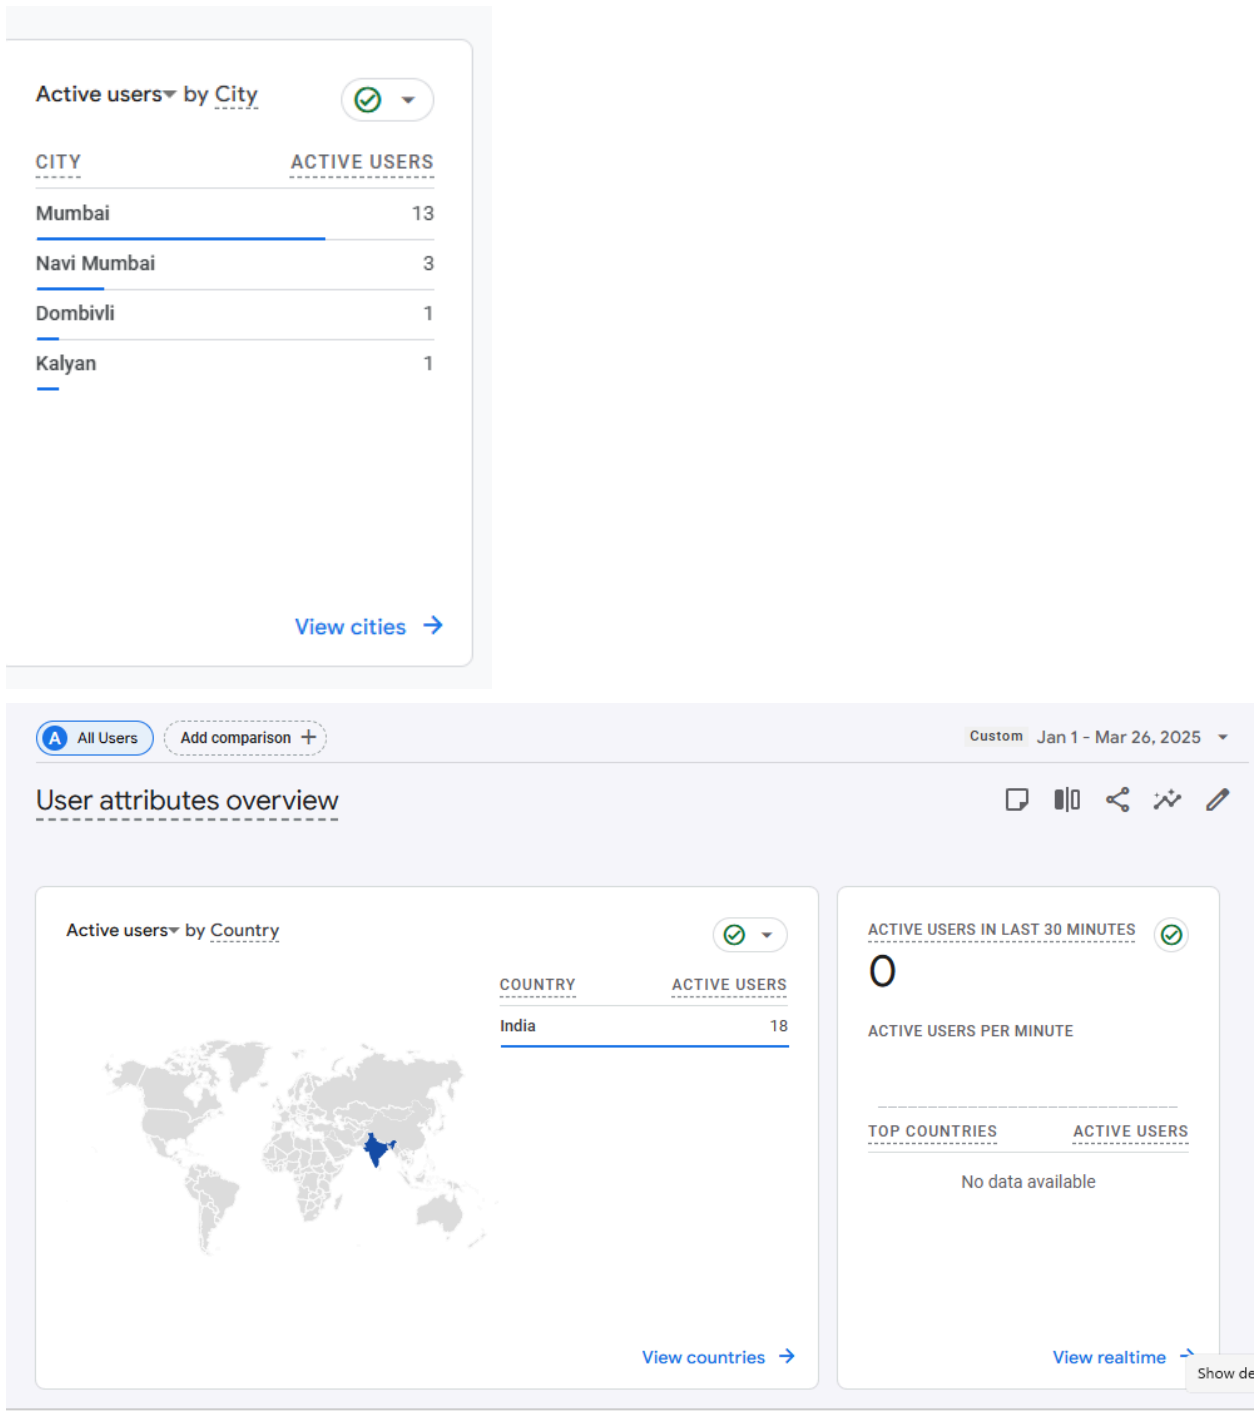 Active users by City
CITY ACTIVE USERS
Mumbai 13
Navi Mumbai 3
Dombivli 1
Kalyan 1
View cities
A All Users Add comparison Custom Jan 1 - Mar 26, 2025
User attributes overview
Active users by Country
COUNTRY ACTIVE USERS
India 18
View countries
ACTIVE USERS IN LAST 30 MINUTES
0
ACTIVE USERS PER MINUTE
TOP COUNTRIES ACTIVE USERS
No data available
View realtime
Show de